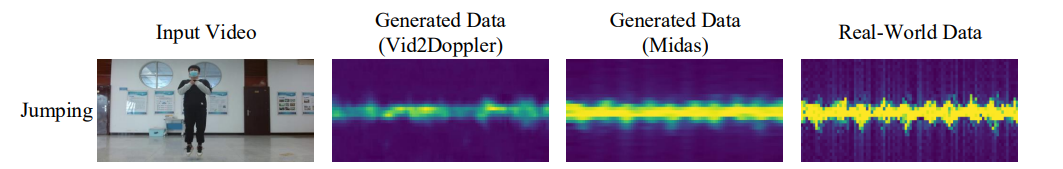 Input Video
Generated Data
(Vid2Doppler)
Generated Data
(Midas)
Real-World Data
Jumping